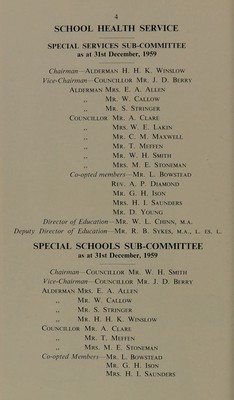 4
SCHOOL HEALTH SERVICE
SPECIAL SERVICES SUB-COMMITTEE
as at 31st December, 1959
Chairman—ALDERMAN H. H. K. WINSLOW
Vice-Chairman—COUNCILLOR MR. J. D. BERRY
ALDERMAN MRS. E. A. ALLEN
,, MR. W. CALLOW
,, MR. S. STRINGER
COUNCILLOR MR. A. CLARE
,, MRS. W. E. LAKIN
,, MR. C. M. MAXWELL
,, MR. T. MEFFEN
,, MR. W. H. SMITH
,, MRS. M. E. STONEMAN
Co-opted members—MR. L. BOWSTEAD
REV. A. P. DIAMOND
MR. G. H. ISON
MRS. H. I. SAUNDERS
MR. D. YOUNG
Director of Education—MR. W. L. CHINN, M.A.
Deputy Director of Education—MR. R. B. SYKES, M.A., L. ES. L.
SPECIAL SCHOOLS SUB-COMMITTEE
as at 31st December, 1959
Chairman—COUNCILLOR MR. W. H. SMITH
Vice-Chairman—COUNCILLOR MR. J. D. BERRY
ALDERMAN MRS. E. A. ALLEN
,, MR. W. CALLOW
,, MR. S. STRINGER
,, MR. H. H. K. WINSLOW
COUNCILLOR MR. A. CLARE
,, MR. T. MEFFEN
,, MRS. M. E. STONEMAN
Co-opted Members—MR. L. BOWSTEAD
MR. G. H. ISON
MRS. H. I. SAUNDERS